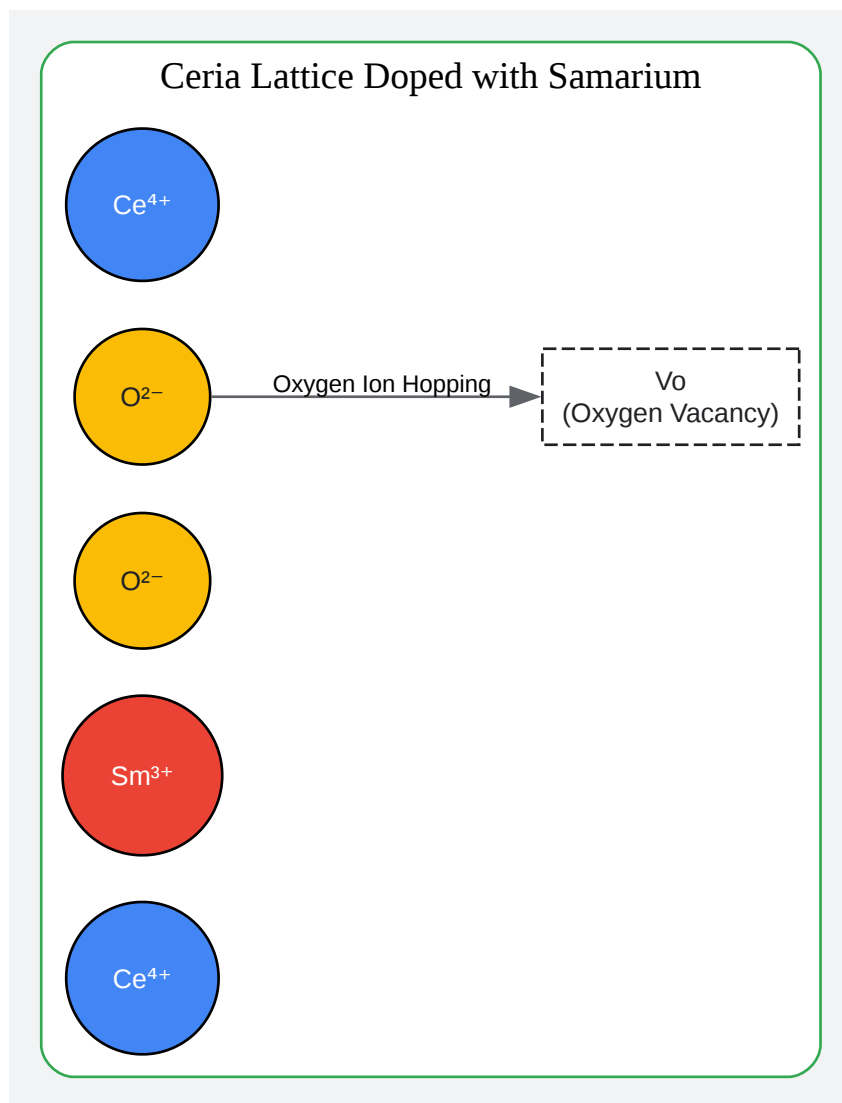 Ceria Lattice Doped with Samarium
Ce⁴⁺
O²⁻
Oxygen Ion Hopping
Vo
(Oxygen Vacancy)
O²⁻
Sm³⁺
Ce⁴⁺